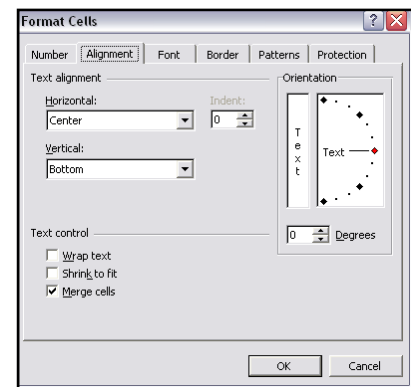 Format Cells
Number Alignment Font Border Patterns Protection
Text alignment
Horizontal:
Center
Indent:
0
Vertical:
Bottom
Text control
Wrap text
Shrink to fit
Merge cells
Orientation
Text
Text
0 Degrees
OK Cancel